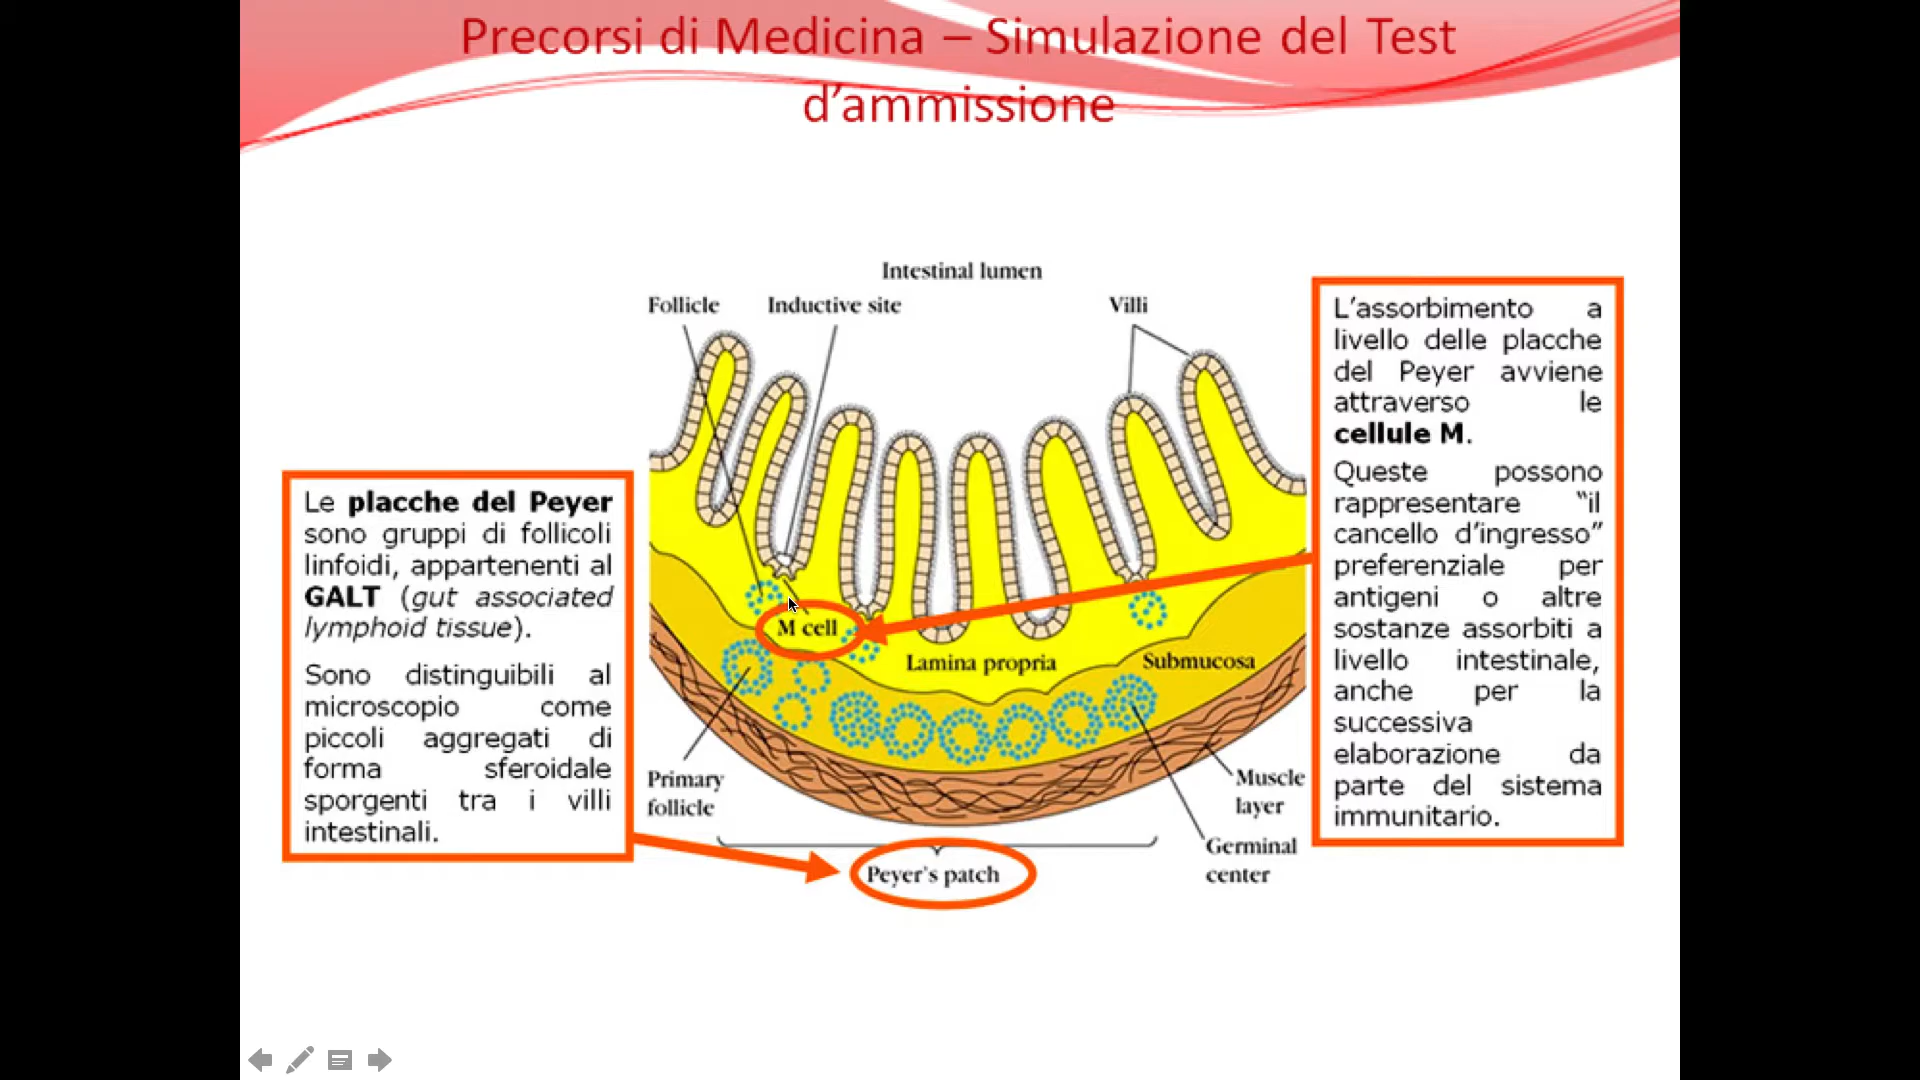 Precorsi di Medicina – Simulazione del Test
d’ammissione
Intestinal lumen
Follicle
Inductive site
Villi
Le placche del Peyer
sono gruppi di follicoli
linfoidi, appartenenti al
GALT (gut associated
lymphoid tissue).
Sono distinguibili al
microscopio come
piccoli aggregati di
forma sferoidale
sporgenti tra i villi
intestinali.
M cell
Lamina propria
Submucosa
Primary
follicle
Muscle
layer
Germinal
center
Peyer's patch
L’assorbimento a
livello delle placche
del Peyer avviene
attraverso le
cellule M.
Queste possono
rappresentare “il
cancello d’ingresso”
preferenziale per
antigeni o altre
sostanze assorbiti a
livello intestinale,
anche per la
successiva
elaborazione da
parte del sistema
immunitario.